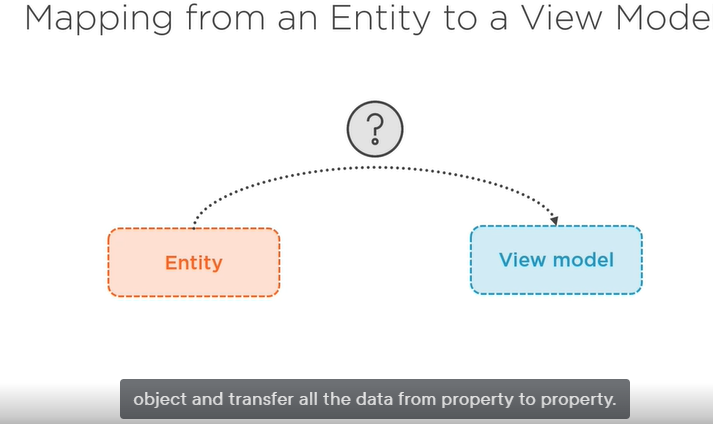 Mapping from an Entity to a View Mode
?
Entity
View model
object and transfer all the data from property to property.